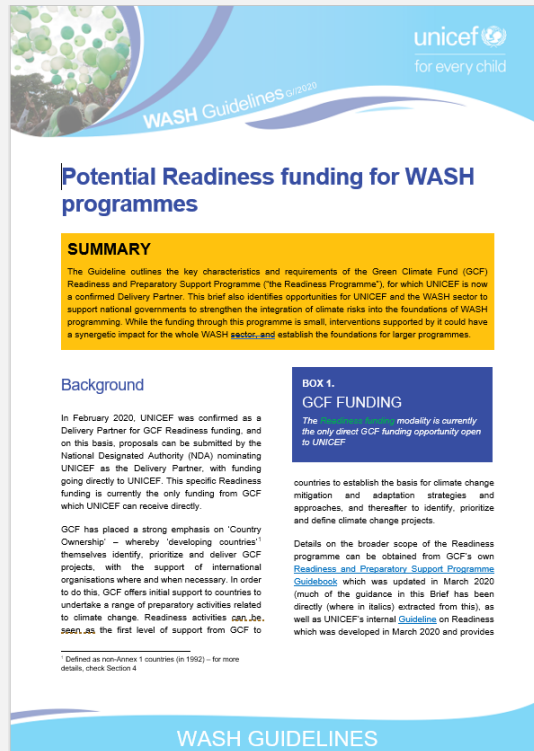 unicef
for every child
WASH Guidelines G//2020
Potential Readiness funding for WASH
programmes
SUMMARY
The Guideline outlines the key characteristics and requirements of the Green Climate Fund (GCF)
Readiness and Preparatory Support Programme ("the Readiness Programme"), for which UNICEF is now
a confirmed Delivery Partner. This brief also identifies opportunities for UNICEF and the WASH sector to
support national governments to strengthen the integration of climate risks into the foundations of WASH
programming. While the funding through this programme is small, interventions supported by it could have
a synergetic impact for the whole WASH sector, and establish the foundations for larger programmes.
Background
In February 2020, UNICEF was confirmed as a
Delivery Partner for GCF Readiness funding, and
on this basis, proposals can be submitted by the
National Designated Authority (NDA) nominating
UNICEF as the Delivery Partner, with funding
going directly to UNICEF. This specific Readiness
funding is currently the only funding from GCF
which UNICEF can receive directly.
GCF has placed a strong emphasis on 'Country
Ownership' – whereby 'developing countries'1
themselves identify, prioritize and deliver GCF
projects, with the support of international
organisations where and when necessary. In order
to do this, GCF offers initial support to countries to
undertake a range of preparatory activities related
to climate change. Readiness activities can be
seen as the first level of support from GCF to
1 Defined as non-Annex 1 countries (in 1992) – for more
details, check Section 4
BOX 1.
GCF FUNDING
The Readiness funding modality is currently
the only direct GCF funding opportunity open
to UNICEF
countries to establish the basis for climate change
mitigation and adaptation strategies and
approaches, and thereafter to identify, prioritize
and define climate change projects.
Details on the broader scope of the Readiness
programme can be obtained from GCF's own
Readiness and Preparatory Support Programme
Guidebook which was updated in March 2020
(much of the guidance in this Brief has been
directly (where in italics) extracted from this), as
well as UNICEF's internal Guideline on Readiness
which was developed in March 2020 and provides
WASH GUIDELINES